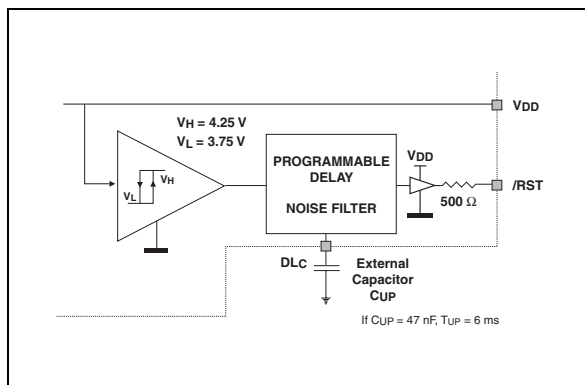 VDD
VH = 4.25 V
VL = 3.75 V
VH
VL
PROGRAMMABLE
DELAY
NOISE FILTER
VDD
500 Ω
/RST
DLC
External
Capacitor
CUP
If CUP = 47 nF, TUP = 6 ms